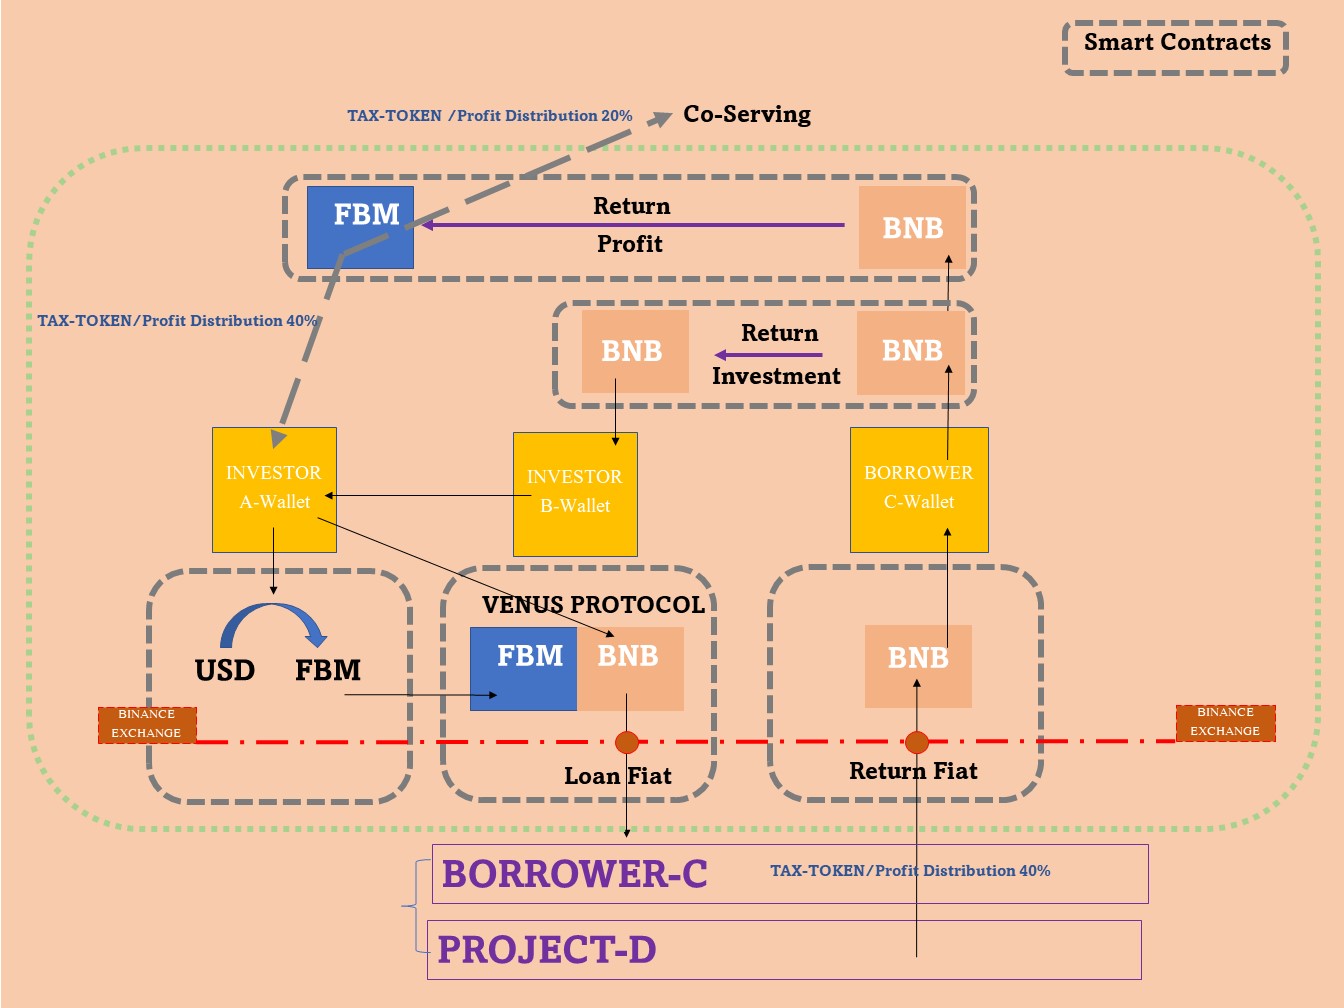 Smart Contracts
TAX-TOKEN /Profit Distribution 20%
Co-Serving
FBM
Return
Profit
BNB
TAX-TOKEN/Profit Distribution 40%
BNB
Return
Investment
BNB
INVESTOR
A-Wallet
INVESTOR
B-Wallet
BORROWER
C-Wallet
USD
FBM
VENUS PROTOCOL
FBM
BNB
BNB
BINANCE
EXCHANGE
BINANCE
EXCHANGE
Loan Fiat
Return Fiat
BORROWER-C
TAX-TOKEN/Profit Distribution 40%
PROJECT-D